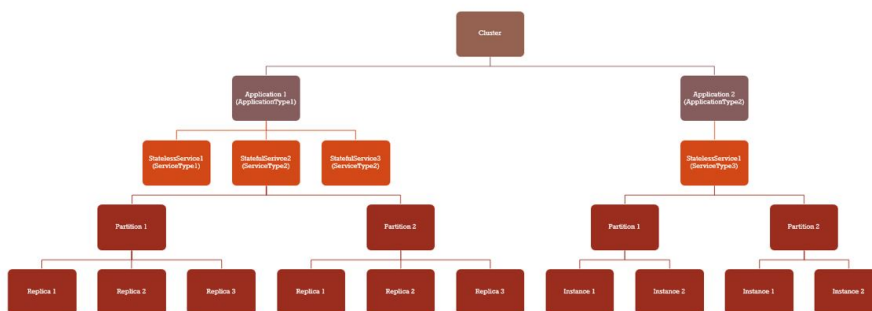 Cluster
Application 1
(ApplicationType1)
Application 2
(ApplicationType2)
StatelessService1
(ServiceType1)
StatefulSerivce2
(ServiceType2)
StatefulService3
(ServiceType2)
StatelessService1
(ServiceType3)
Partition 1
Partition 2
Partition 1
Partition 2
Replica 1
Replica 2
Replica 3
Replica 1
Replica 2
Replica 3
Instance 1
Instance 2
Instance 1
Instance 2